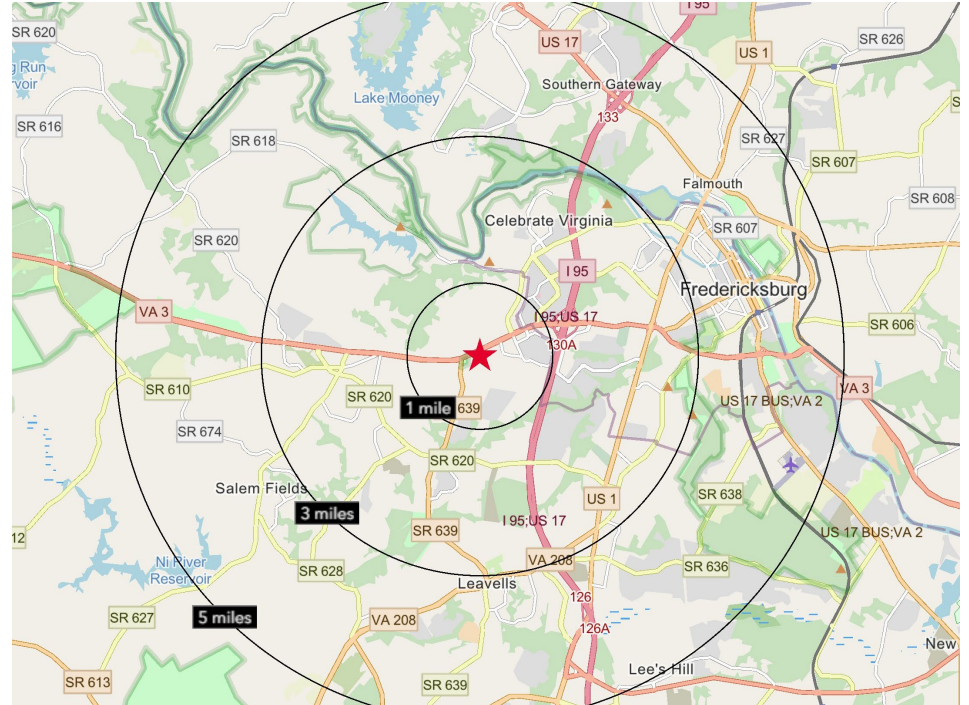 I 95
SR 620
US 17
SR 626
US 1
g Run
rvoir
Southern Gateway
Lake Mooney
133
SR 616
SR 618
SR 627
SR 607
Falmouth
SR 608
Celebrate Virginia
SR 607
SR 620
I 95
Fredericksburg
VA 3
I 95;US 17
SR 606
130A
SR 610
SR 620
VA 3
US 17 BUS;VA 2
1 mile
639
SR 674
SR 620
Salem Fields
SR 638
US 1
3 miles
I 95;US 17
SR 639
US 17 BUS;VA 2
12
Ni River
Reservoir
VA 208
SR 636
SR 628
Leavells
126
5 miles
SR 627
VA 208
126A
New
Lee's Hill
SR 613
SR 639